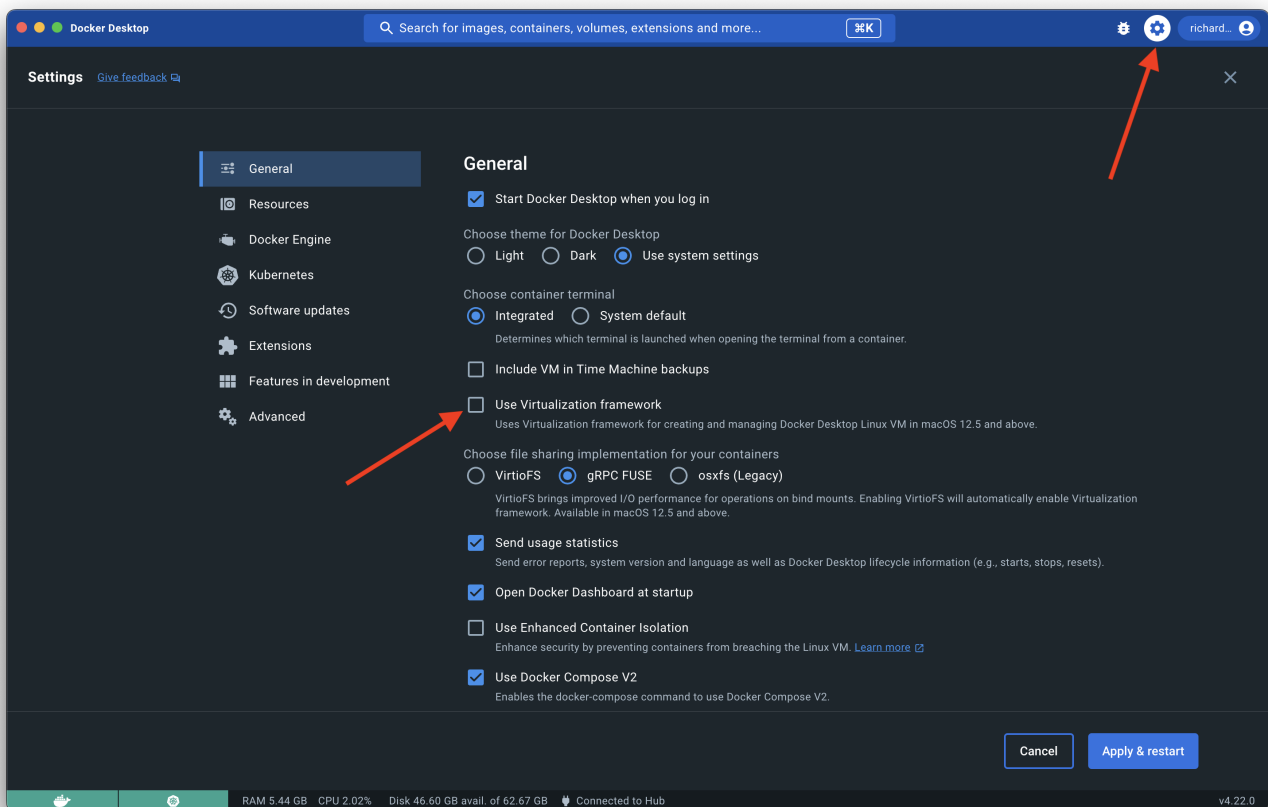 Docker Desktop
Search for images, containers, volumes, extensions and more...
⌘K
richard...
Settings
Give feedback
General
Resources
Docker Engine
Kubernetes
Software updates
Extensions
Features in development
Advanced
General
Start Docker Desktop when you log in
Choose theme for Docker Desktop
Light Dark Use system settings
Choose container terminal
Integrated System default
Determines which terminal is launched when opening the terminal from a container.
Include VM in Time Machine backups
Use Virtualization framework
Uses Virtualization framework for creating and managing Docker Desktop Linux VM in macOS 12.5 and above.
Choose file sharing implementation for your containers
VirtioFS gRPC FUSE osxfs (Legacy)
VirtioFS brings improved I/O performance for operations on bind mounts. Enabling VirtioFS will automatically enable Virtualization
framework. Available in macOS 12.5 and above.
Send usage statistics
Send error reports, system version and language as well as Docker Desktop lifecycle information (e.g., starts, stops, resets).
Open Docker Dashboard at startup
Use Enhanced Container Isolation
Enhance security by preventing containers from breaching the Linux VM. Learn more
Use Docker Compose V2
Enables the docker-compose command to use Docker Compose V2.
Cancel
Apply & restart
RAM 5.44 GB CPU 2.02% Disk 46.60 GB avail. of 62.67 GB Connected to Hub
v4.22.0